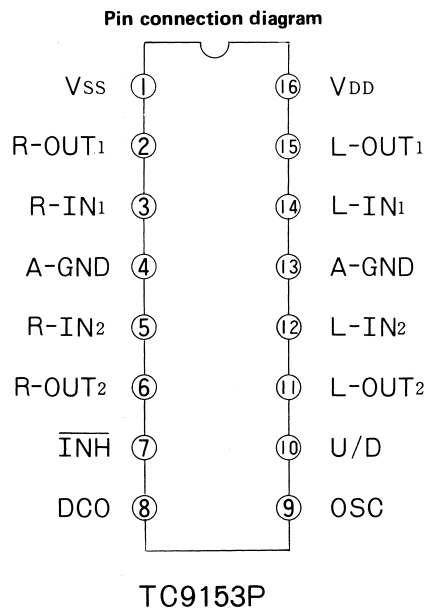 Pin connection diagram
VSS 1 16 VDD
R-OUT1 2 15 L-OUT1
R-IN1 3 14 L-IN1
A-GND 4 13 A-GND
R-IN2 5 12 L-IN2
R-OUT2 6 11 L-OUT2
INH 7 10 U/D
DCO 8 9 OSC
TC9153P